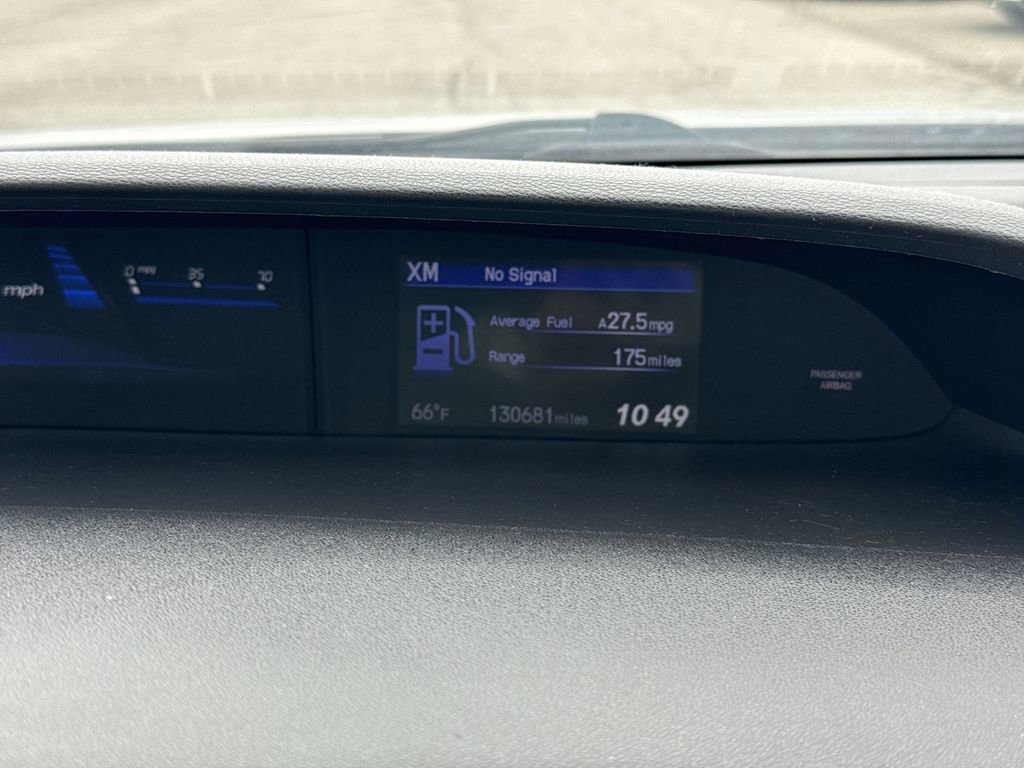 mph
0 mpg 35 70
XM No Signal
Average Fuel A27.5mpg
Range 175miles
66°F 130681miles 10 49
PASSENGER
AIRBAG